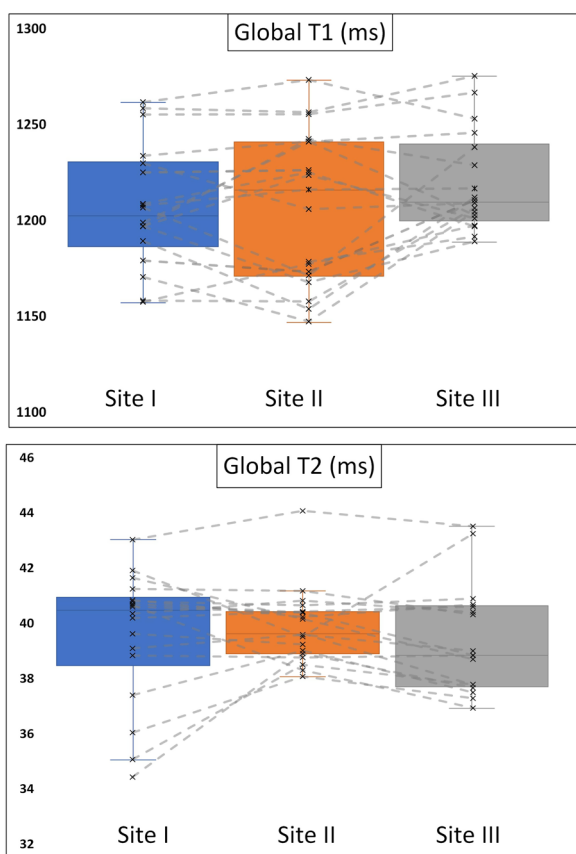 Global T1 (ms)
1300
1250
1200
1150
1100
Site I
Site II
Site III
Global T2 (ms)
46
44
42
40
38
36
34
32
Site I
Site II
Site III